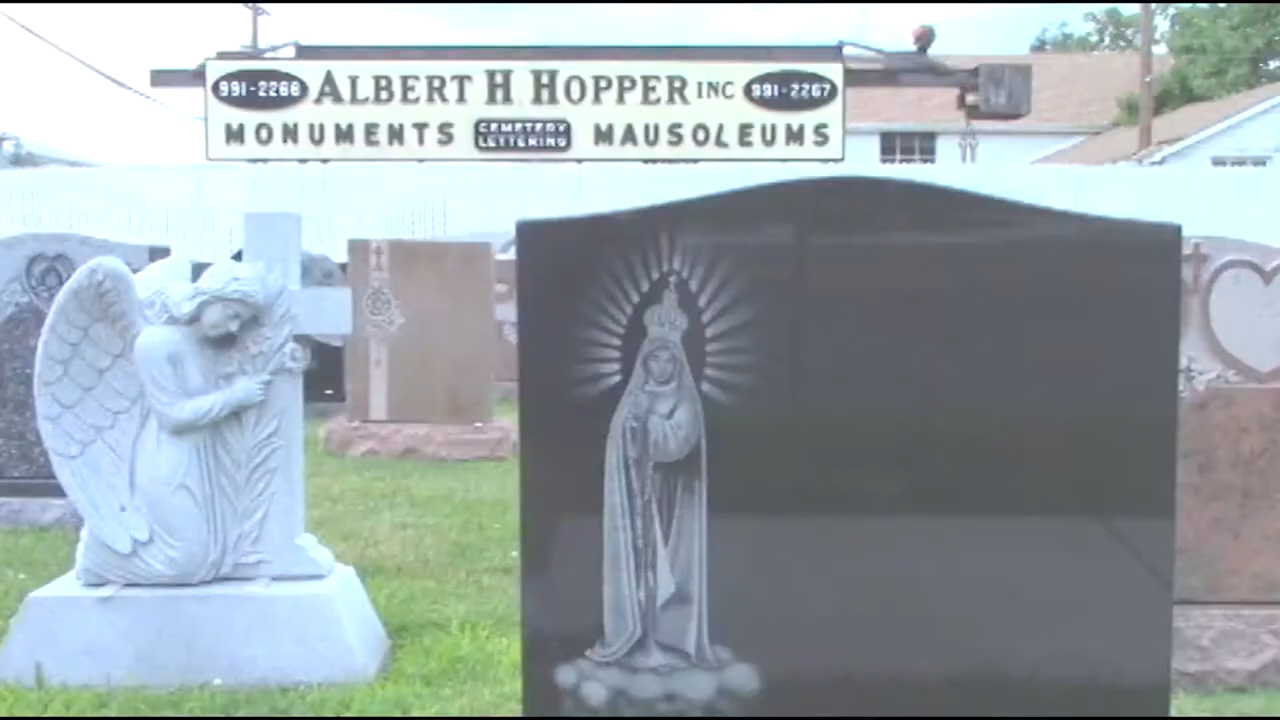 991-2266 ALBERT H. HOPPER INC 991-2267
MONUMENTS CEMETERY LETTERING MAUSOLEUMS